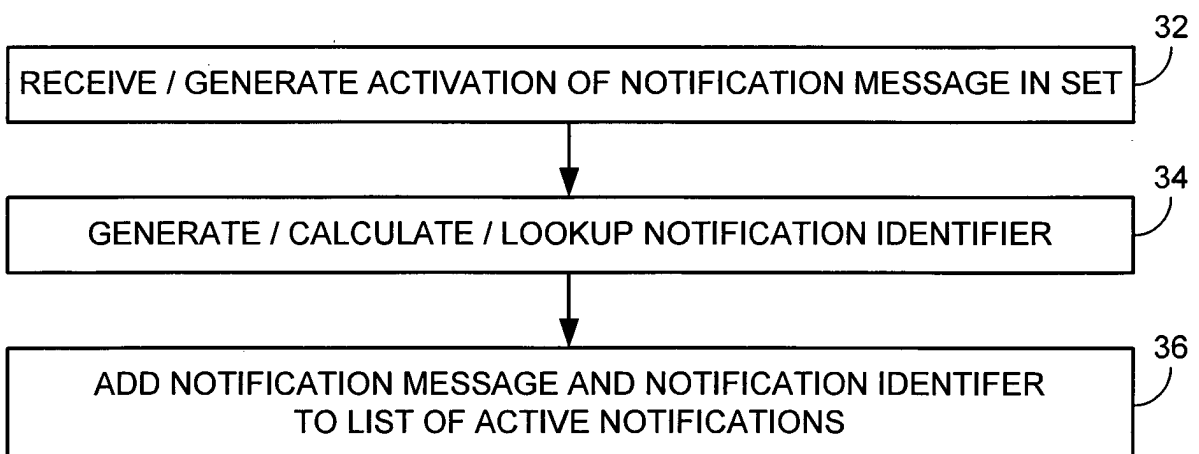 32
RECEIVE / GENERATE ACTIVATION OF NOTIFICATION MESSAGE IN SET
34
GENERATE / CALCULATE / LOOKUP NOTIFICATION IDENTIFIER
36
ADD NOTIFICATION MESSAGE AND NOTIFICATION IDENTIFER
TO LIST OF ACTIVE NOTIFICATIONS